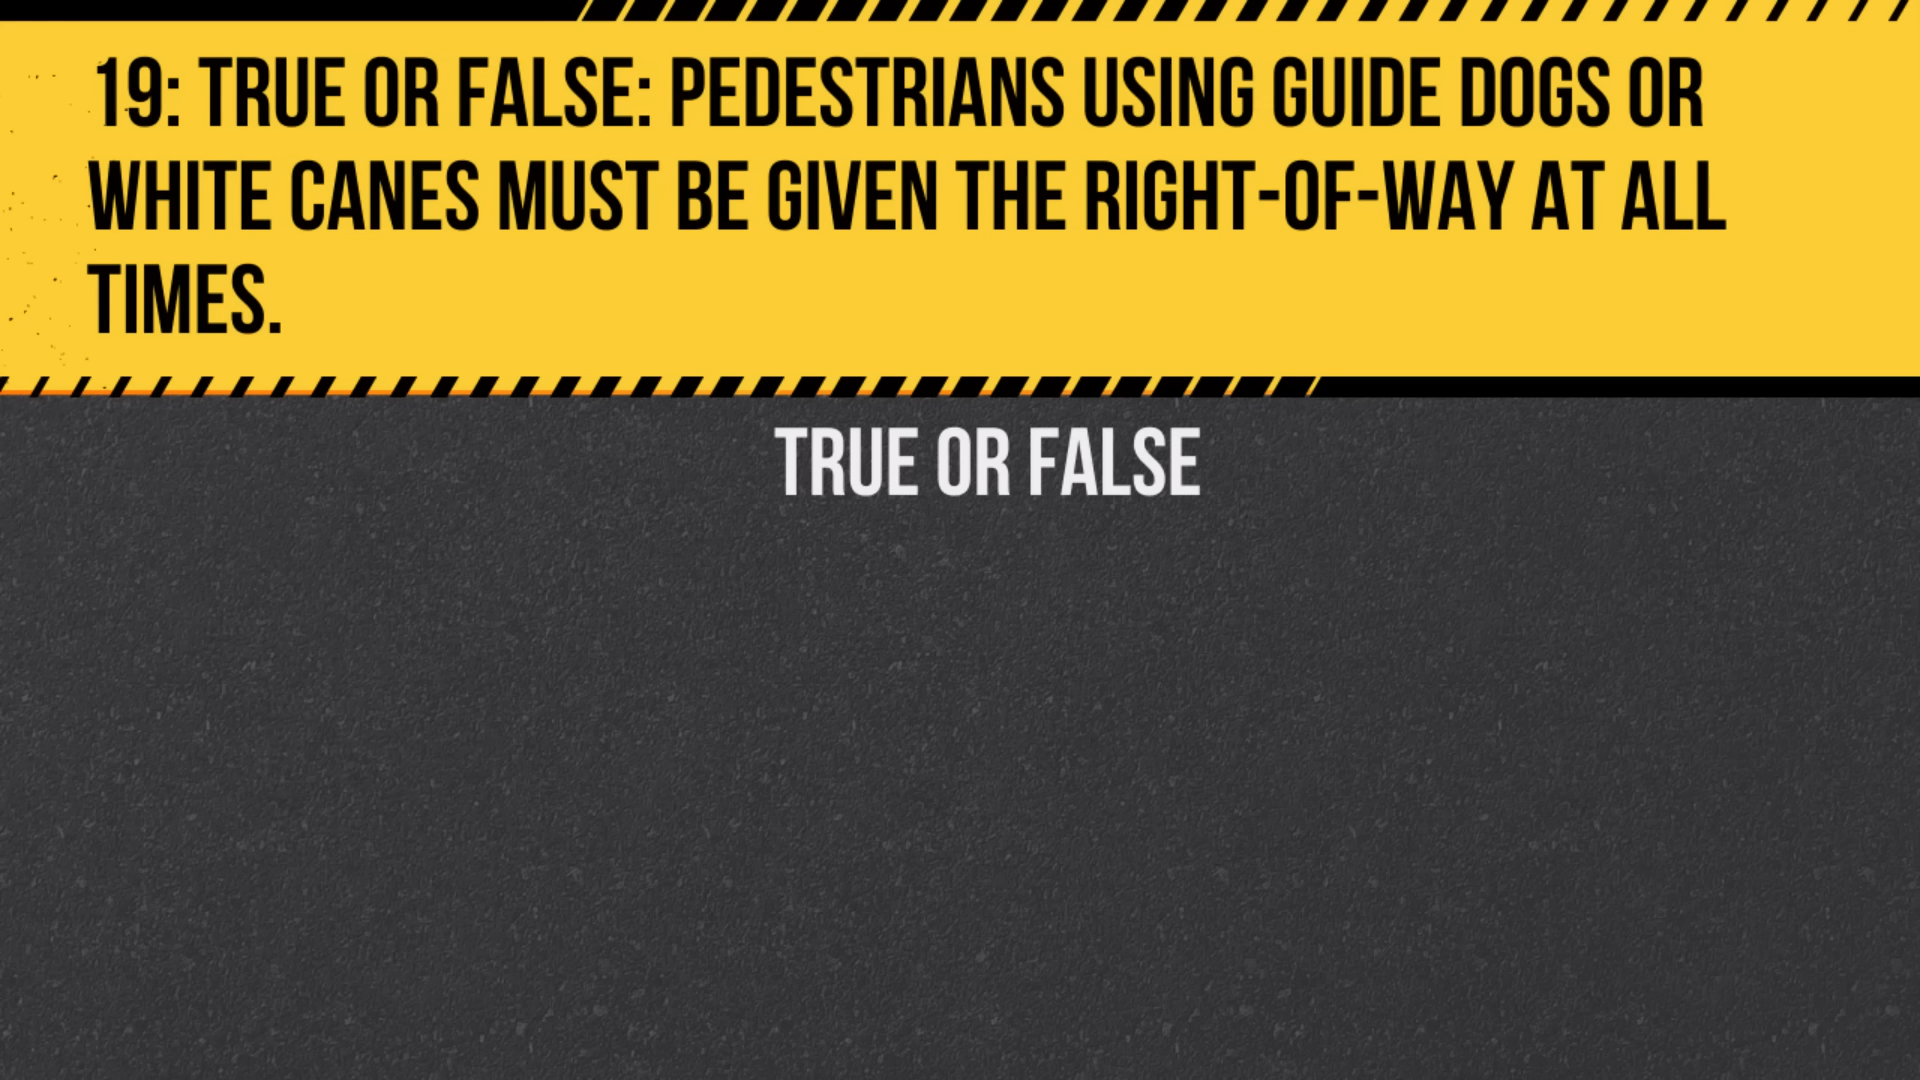 19: TRUE OR FALSE: PEDESTRIANS USING GUIDE DOGS OR
WHITE CANES MUST BE GIVEN THE RIGHT-OF-WAY AT ALL
TIMES.
TRUE OR FALSE